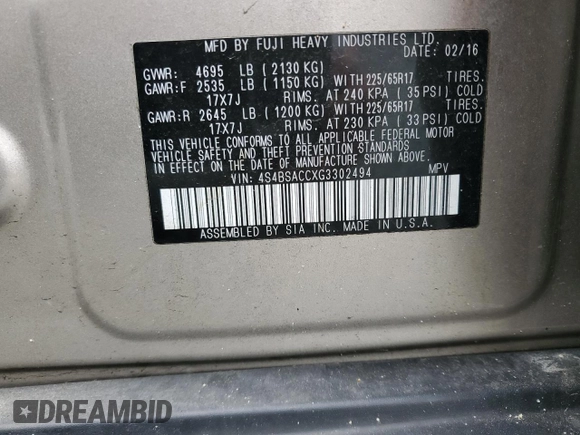 MFD BY FUJI HEAVY INDUSTRIES LTD.
DATE: 02/16
GVWR: 4695 LB ( 2130 KG)
GAWR:F 2535 LB ( 1150 KG) WITH 225/65R17 TIRES.
17X7J RIMS. AT 240 KPA ( 35 PSI) COLD
GAWR:R 2645 LB ( 1200 KG) WITH 225/65R17 TIRES.
17X7J RIMS. AT 230 KPA ( 33 PSI) COLD
THIS VEHICLE CONFORMS TO ALL APPLICABLE FEDERAL MOTOR
VEHICLE SAFETY AND THEFT PREVENTION STANDARDS
IN EFFECT ON THE DATE OF MANUFACTURE SHOWN ABOVE.
VIN: 4S4BSACCXG3302494 MPV
ASSEMBLED BY SIA INC. MADE IN U.S.A.
DREAMBID